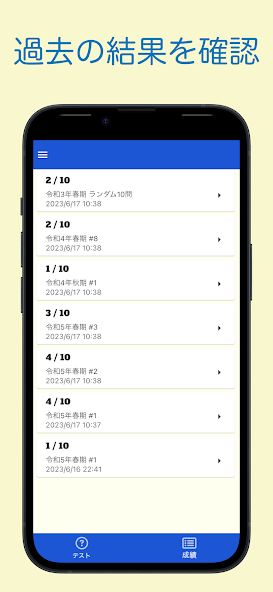 過去の結果を確認
2 / 10
令和3年春期 ランダム10問
2023/6/17 10:38
2 / 10
令和4年春期 #8
2023/6/17 10:38
1 / 10
令和4年秋期 #1
2023/6/17 10:38
3 / 10
令和5年春期 #3
2023/6/17 10:38
4 / 10
令和5年春期 #2
2023/6/17 10:38
4 / 10
令和5年春期 #1
2023/6/17 10:37
1 / 10
令和5年春期 #1
2023/6/16 22:41
テスト
成績